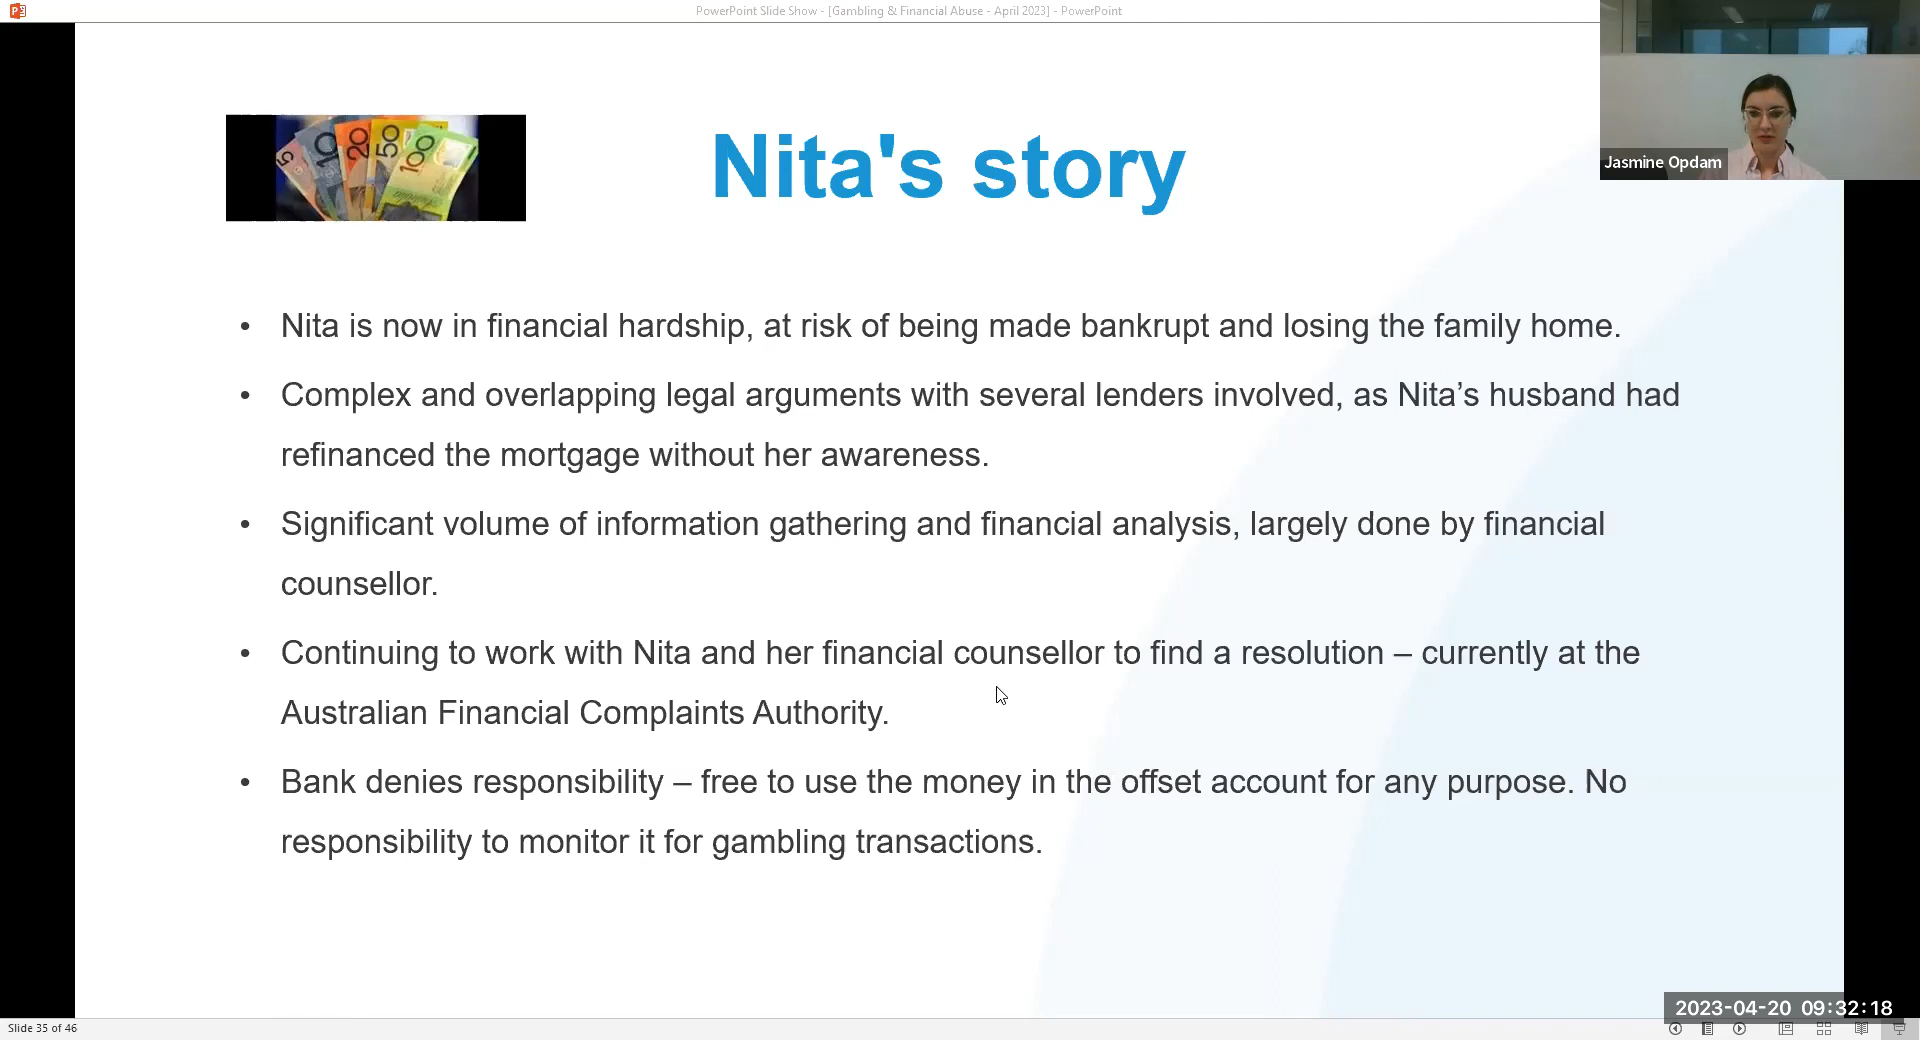 PowerPoint Slide Show - [Gambling & Financial Abuse - April 2023] - PowerPoint
Jasmine Opdam
5 10 20 50 100
Nita's story
• Nita is now in financial hardship, at risk of being made bankrupt and losing the family home.
• Complex and overlapping legal arguments with several lenders involved, as Nita’s husband had
refinanced the mortgage without her awareness.
• Significant volume of information gathering and financial analysis, largely done by financial
counsellor.
• Continuing to work with Nita and her financial counsellor to find a resolution – currently at the
Australian Financial Complaints Authority.
• Bank denies responsibility – free to use the money in the offset account for any purpose. No
responsibility to monitor it for gambling transactions.
2023-04-20 09:32:18
Slide 35 of 46